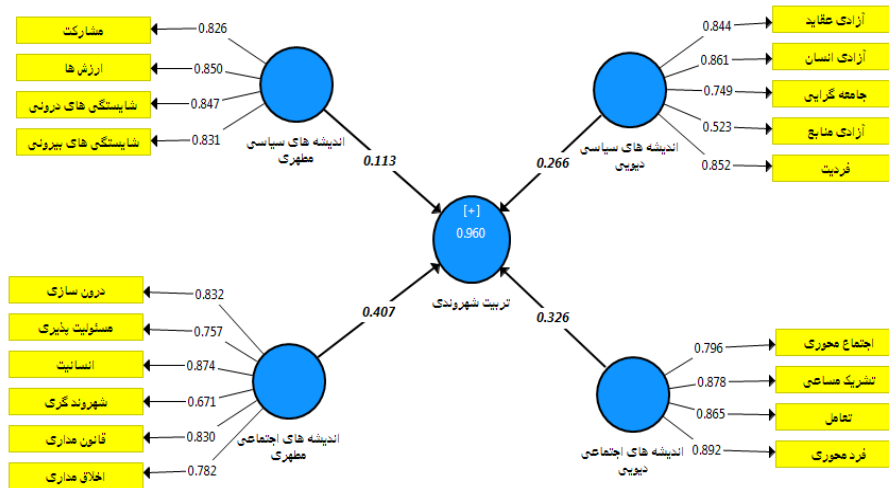 مشارکت
0.826
ارزش ها
0.850
شایستگی های درونی
0.847
شایستگی های بیرونی
0.831
اندیشه های سیاسی
مطهری
0.113
آزادی عقاید
0.844
آزادی انسان
0.861
جامعه گرایی
0.749
آزادی منابع
0.523
فردیت
0.852
اندیشه های سیاسی
دیویی
0.266
[+]
0.960
تربیت شهروندی
درون سازی
0.832
مسئولیت پذیری
0.757
انسانیت
0.874
شهروند گری
0.671
قانون مداری
0.830
اخلاق مداری
0.782
اندیشه های اجتماعی
مطهری
0.407
اجتماع محوری
0.796
تشریک مساعی
0.878
تعامل
0.865
فرد محوری
0.892
اندیشه های اجتماعی
دیویی
0.326